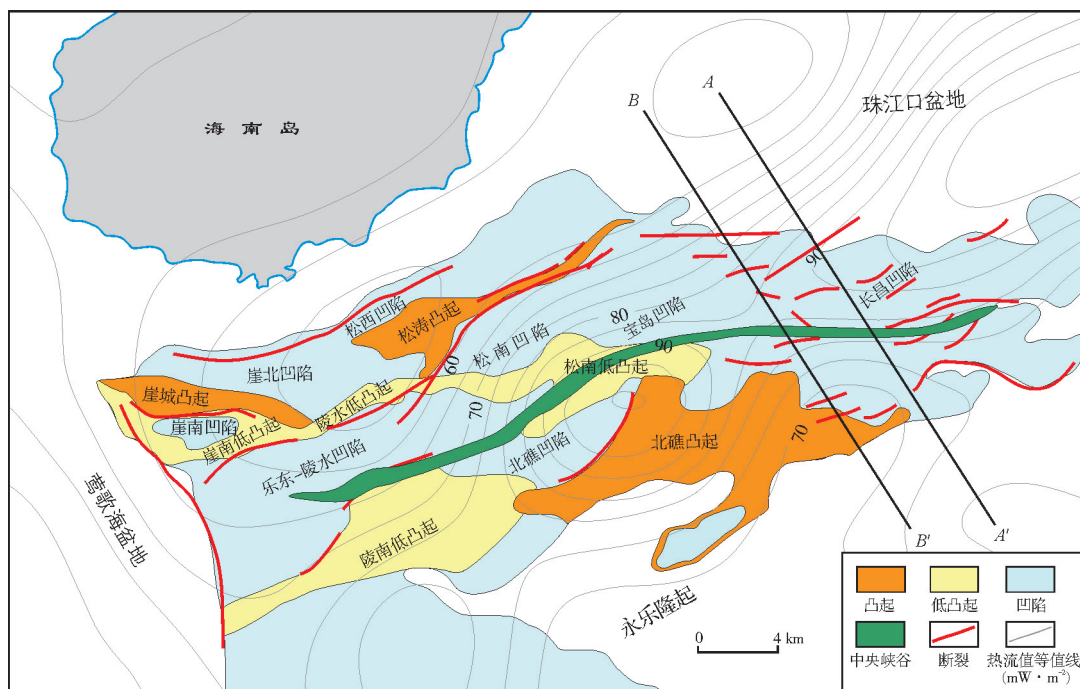 海南岛
珠江口盆地
B
A
90
长昌凹陷
松西凹陷
松涛凸起
80
宝岛凹陷
松南凹陷
90
松南低凸起
60
崖北凹陷
崖城凸起
陵水低凸起
崖南凹陷
崖南低凸起
70
乐东-陵水凹陷
北礁凹陷
北礁凸起
70
莺歌海盆地
陵南低凸起
B′
A′
永乐隆起
0 4 km
凸起 低凸起 凹陷
中央峡谷 断裂 热流值等值线
(mW·m⁻²)